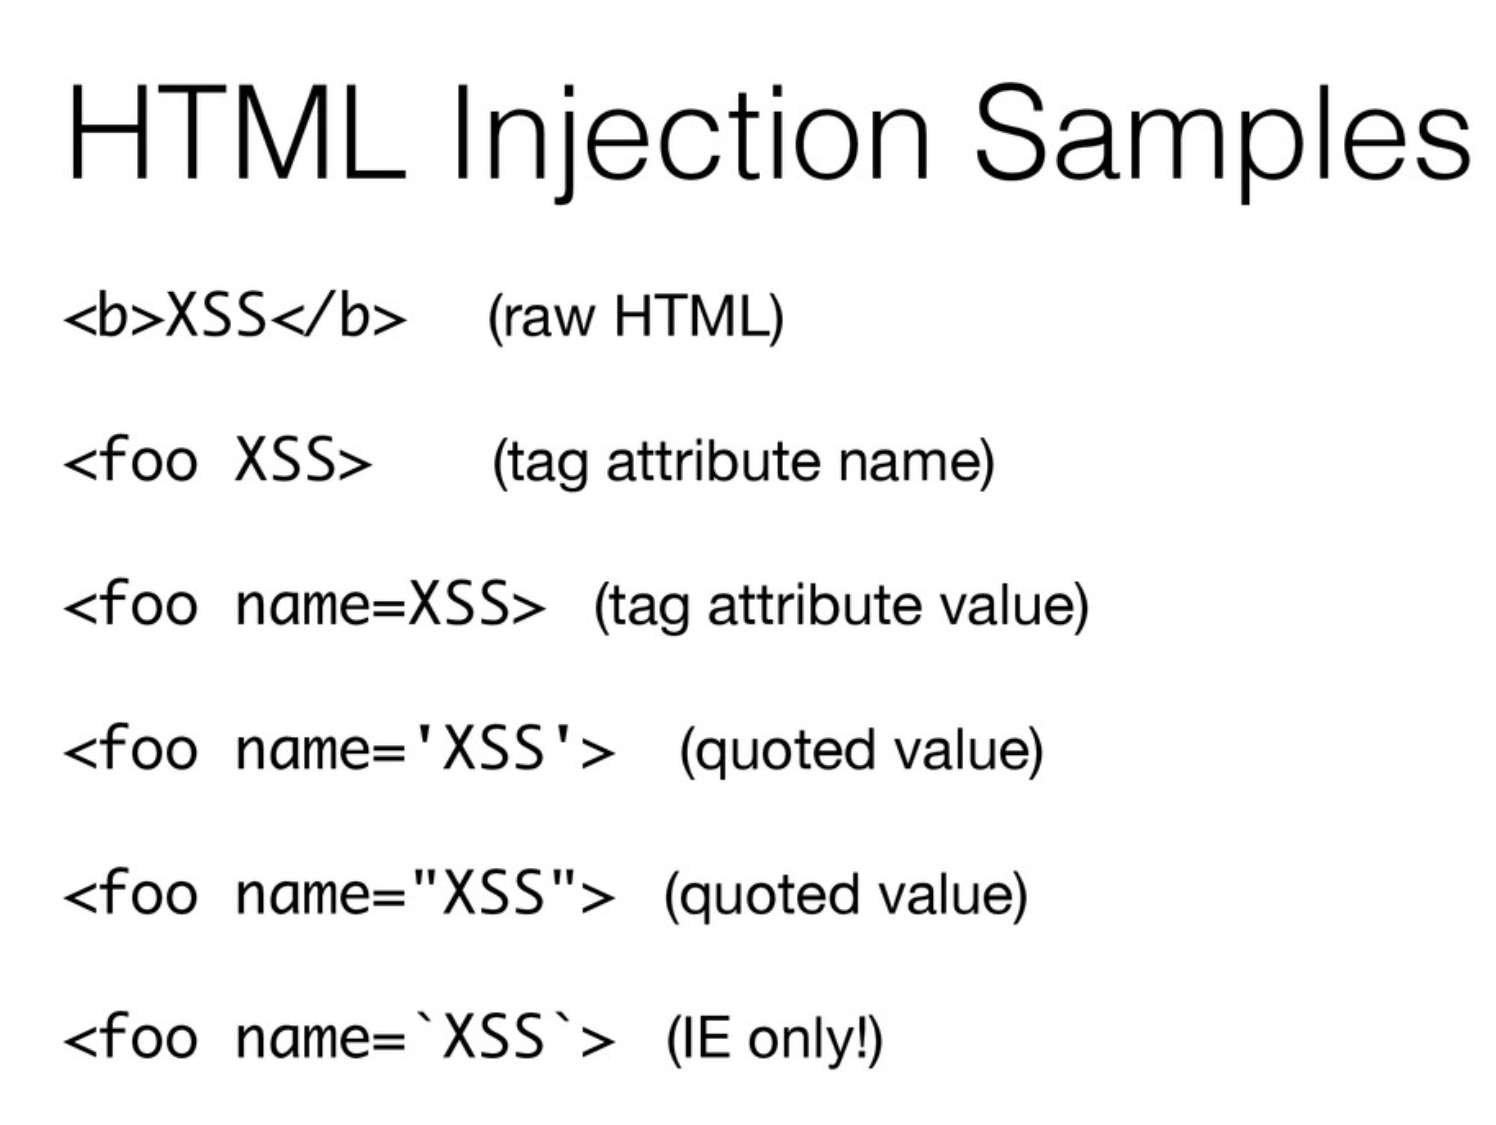 HTML Injection Samples
<b>XSS</b> (raw HTML)
<foo XSS> (tag attribute name)
<foo name=XSS> (tag attribute value)
<foo name='XSS'> (quoted value)
<foo name="XSS"> (quoted value)
<foo name=`XSS`> (IE only!)